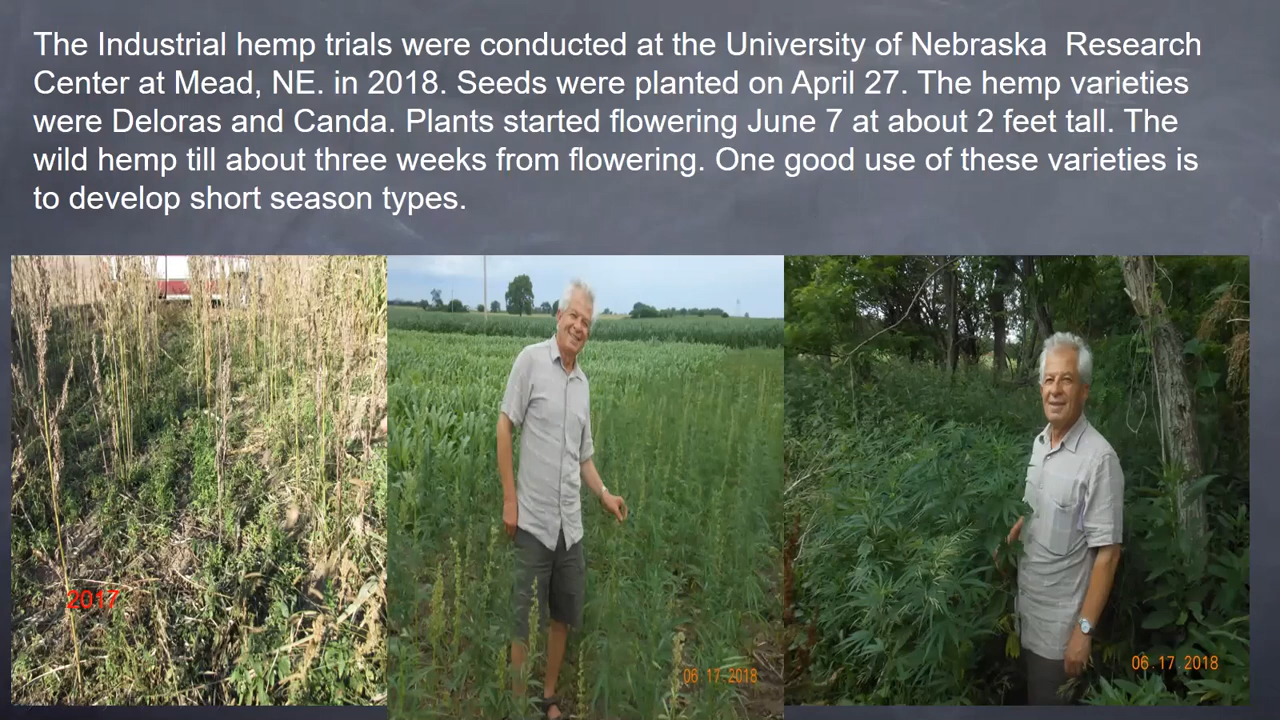 The Industrial hemp trials were conducted at the University of Nebraska  Research
Center at Mead, NE. in 2018. Seeds were planted on April 27. The hemp varieties
were Deloras and Canda. Plants started flowering June 7 at about 2 feet tall. The
wild hemp till about three weeks from flowering. One good use of these varieties is
to develop short season types.
2017
06 17 2018
06 17 2018